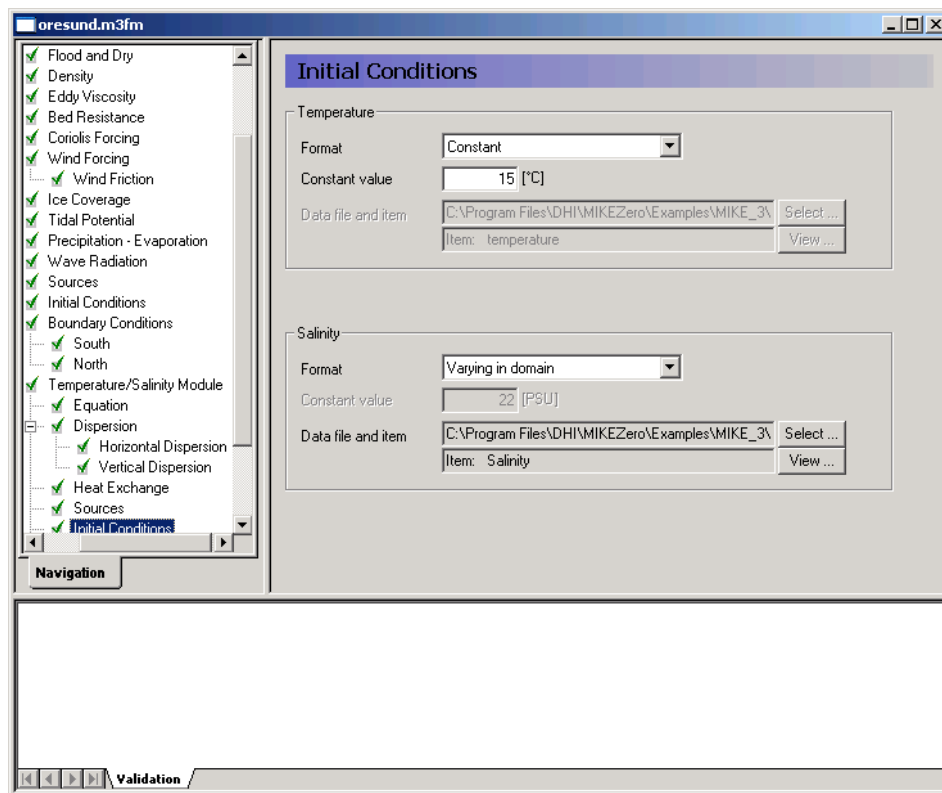 oresund.m3fm
Flood and Dry
Density
Eddy Viscosity
Bed Resistance
Coriolis Forcing
Wind Forcing
Wind Friction
Ice Coverage
Tidal Potential
Precipitation - Evaporation
Wave Radiation
Sources
Initial Conditions
Boundary Conditions
South
North
Temperature/Salinity Module
Equation
Dispersion
Horizontal Dispersion
Vertical Dispersion
Heat Exchange
Sources
Initial Conditions
Navigation
Initial Conditions
Temperature
Format Constant
Constant value 15 [°C]
Data file and item C:\Program Files\DHI\MIKEZero\Examples\MIKE_3\ Select ...
Item: temperature View ...
Salinity
Format Varying in domain
Constant value 22 [PSU]
Data file and item C:\Program Files\DHI\MIKEZero\Examples\MIKE_3\ Select ...
Item: Salinity View ...
Validation